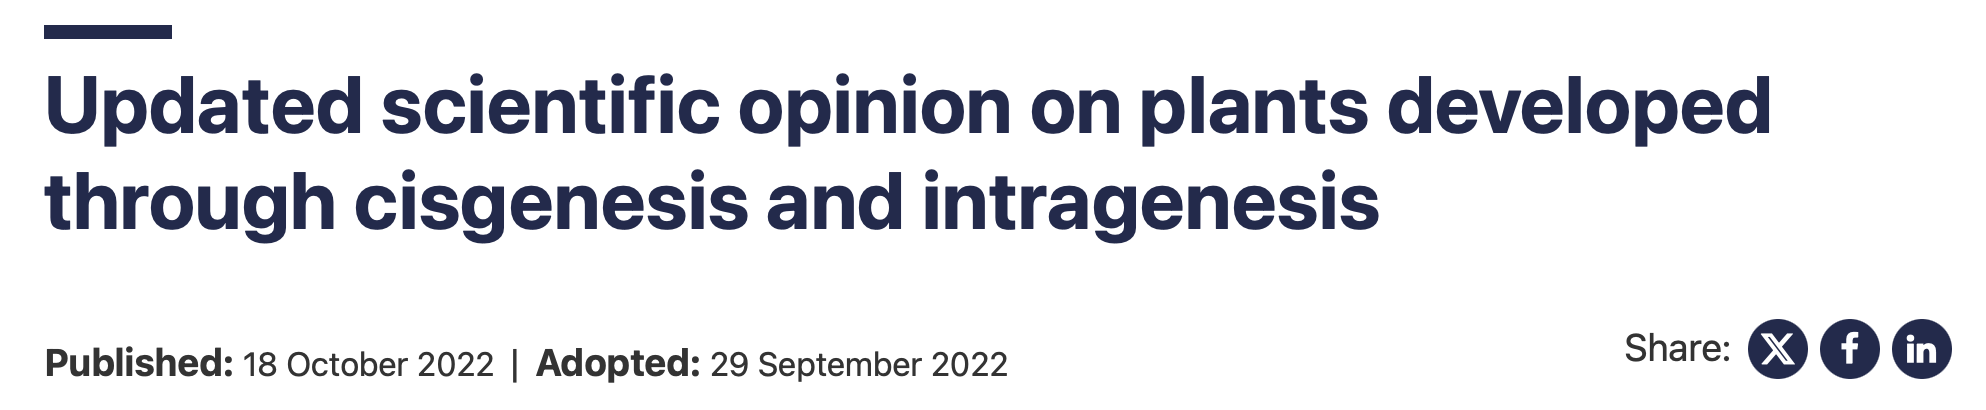 Updated scientific opinion on plants developed
through cisgenesis and intragenesis
Published: 18 October 2022 | Adopted: 29 September 2022
Share: X f in